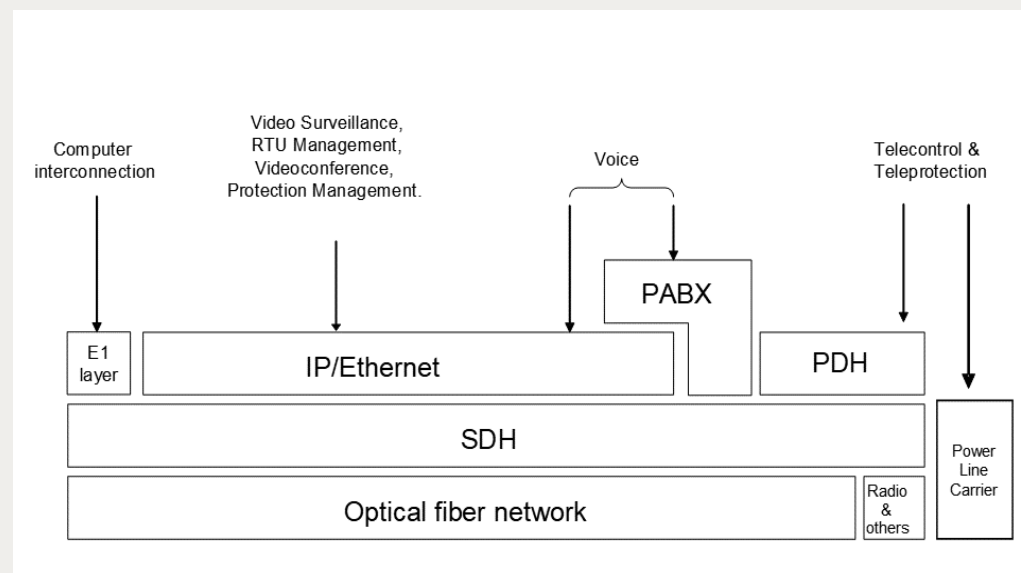 Computer
interconnection
Video Surveillance,
RTU Management,
Videoconference,
Protection Management.
Voice
Telecontrol &
Teleprotection
PABX
E1
layer
IP/Ethernet
PDH
SDH
Power
Line
Carrier
Optical fiber network
Radio
&
others